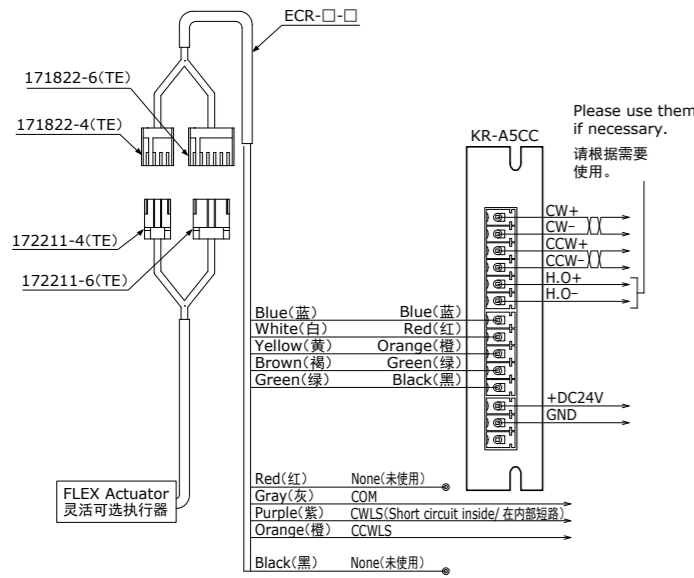 ECR-□-□
171822-6(TE)
171822-4(TE)
172211-4(TE)
172211-6(TE)
FLEX Actuator
灵活可选执行器
Please use them
if necessary.
请根据需要
使用。
KR-A5CC
CW+
CW-
CCW+
CCW-
H.O+
H.O-
Blue(蓝) Blue(蓝)
White(白) Red(红)
Yellow(黄) Orange(橙)
Brown(褐) Green(绿)
Green(绿) Black(黑)
+DC24V
GND
Red(红) None(未使用)
Gray(灰) COM
Purple(紫) CWLS(Short circuit inside/ 在内部短路)
Orange(橙) CCWLS
Black(黑) None(未使用)